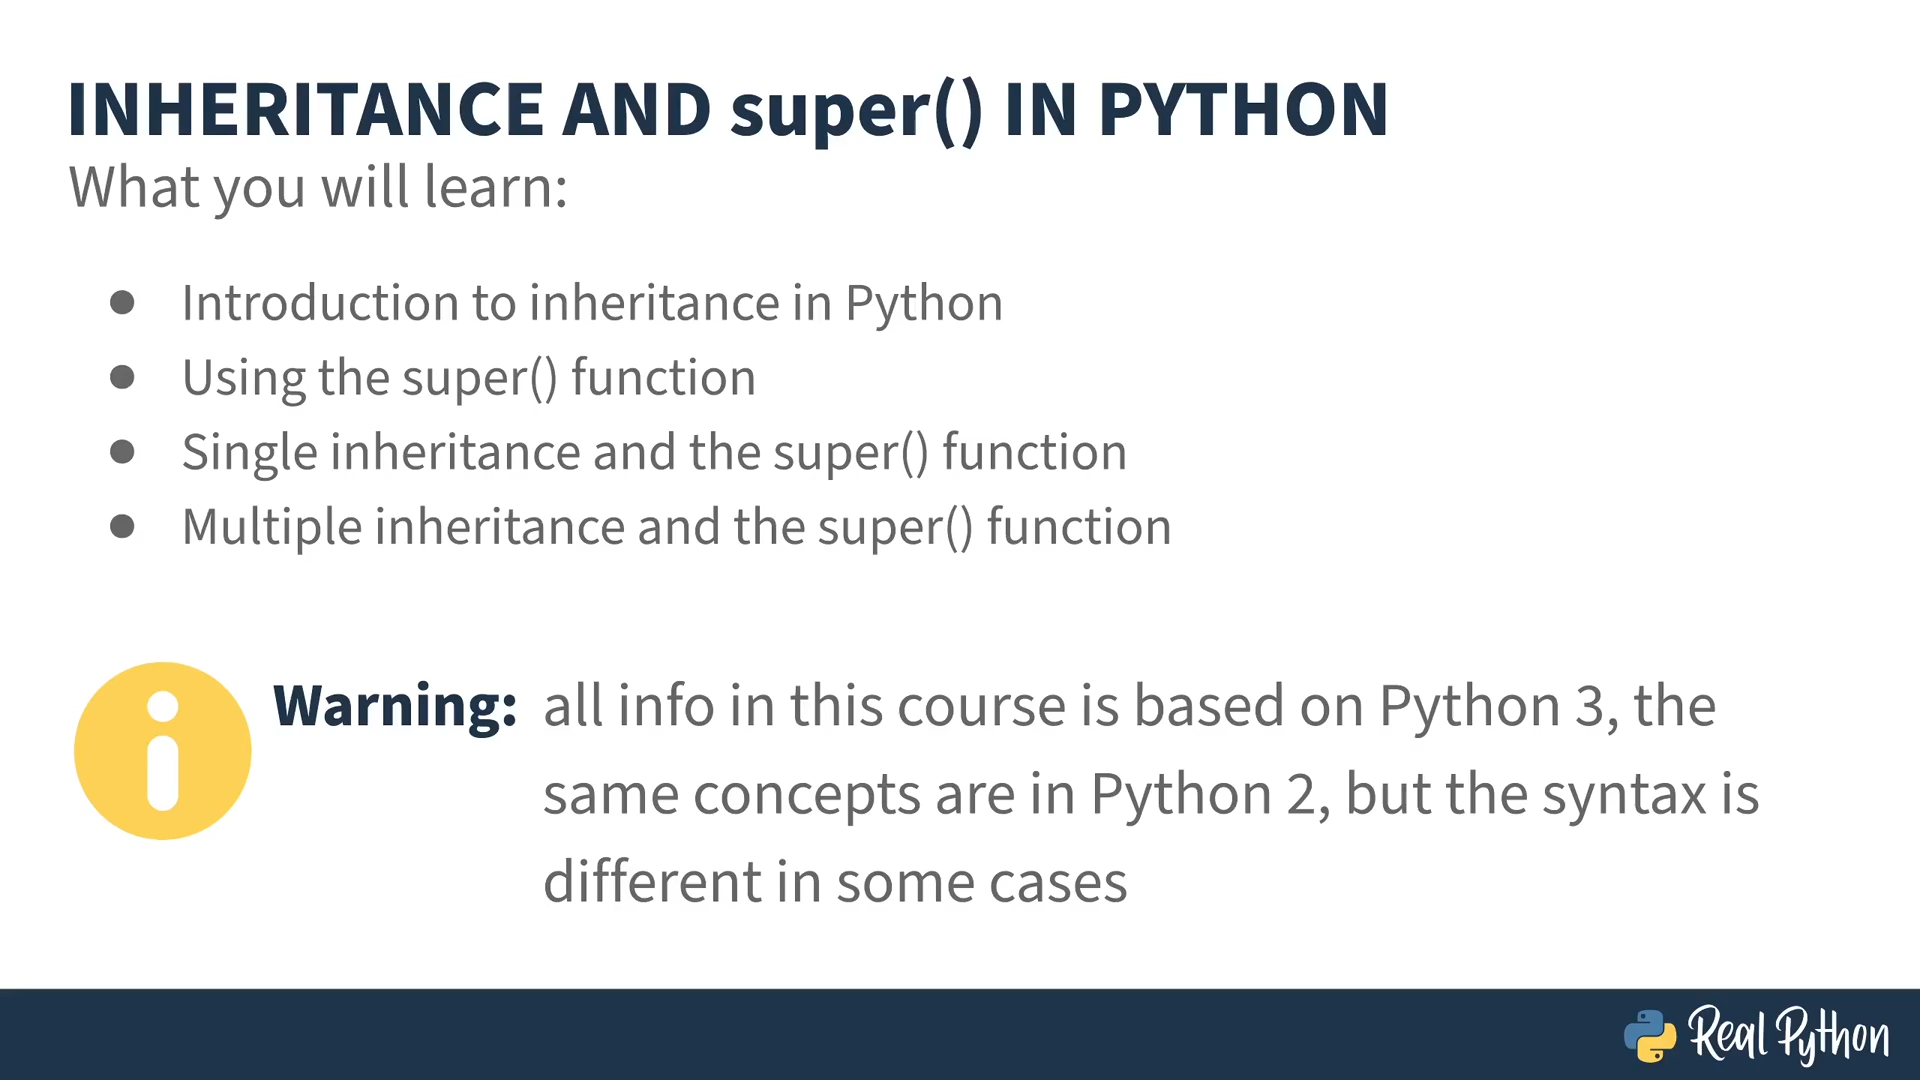 INHERITANCE AND super() IN PYTHON
What you will learn:
● Introduction to inheritance in Python
● Using the super() function
● Single inheritance and the super() function
● Multiple inheritance and the super() function
Warning: all info in this course is based on Python 3, the
same concepts are in Python 2, but the syntax is
different in some cases
Real Python